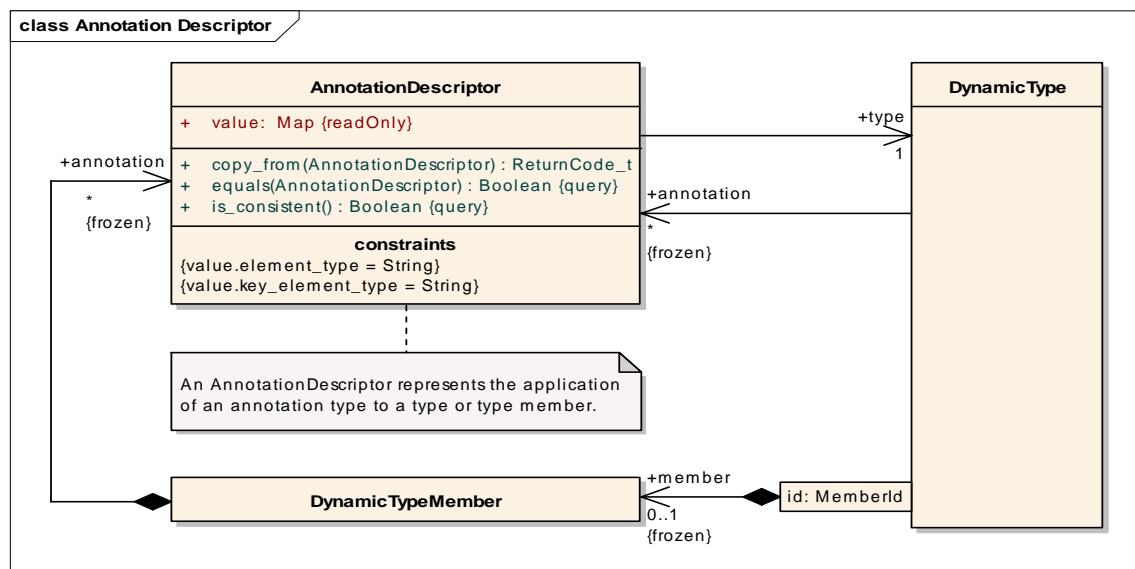 class Annotation Descriptor
AnnotationDescriptor
+ value: Map {readOnly}
+ copy_from(AnnotationDescriptor) : ReturnCode_t
+ equals(AnnotationDescriptor) : Boolean {query}
+ is_consistent() : Boolean {query}
constraints
{value.element_type = String}
{value.key_element_type = String}
DynamicType
+type
1
+annotation
*
{frozen}
+annotation
*
{frozen}
An AnnotationDescriptor represents the application
of an annotation type to a type or type member.
DynamicTypeMember
+member
0..1
{frozen}
id: MemberId